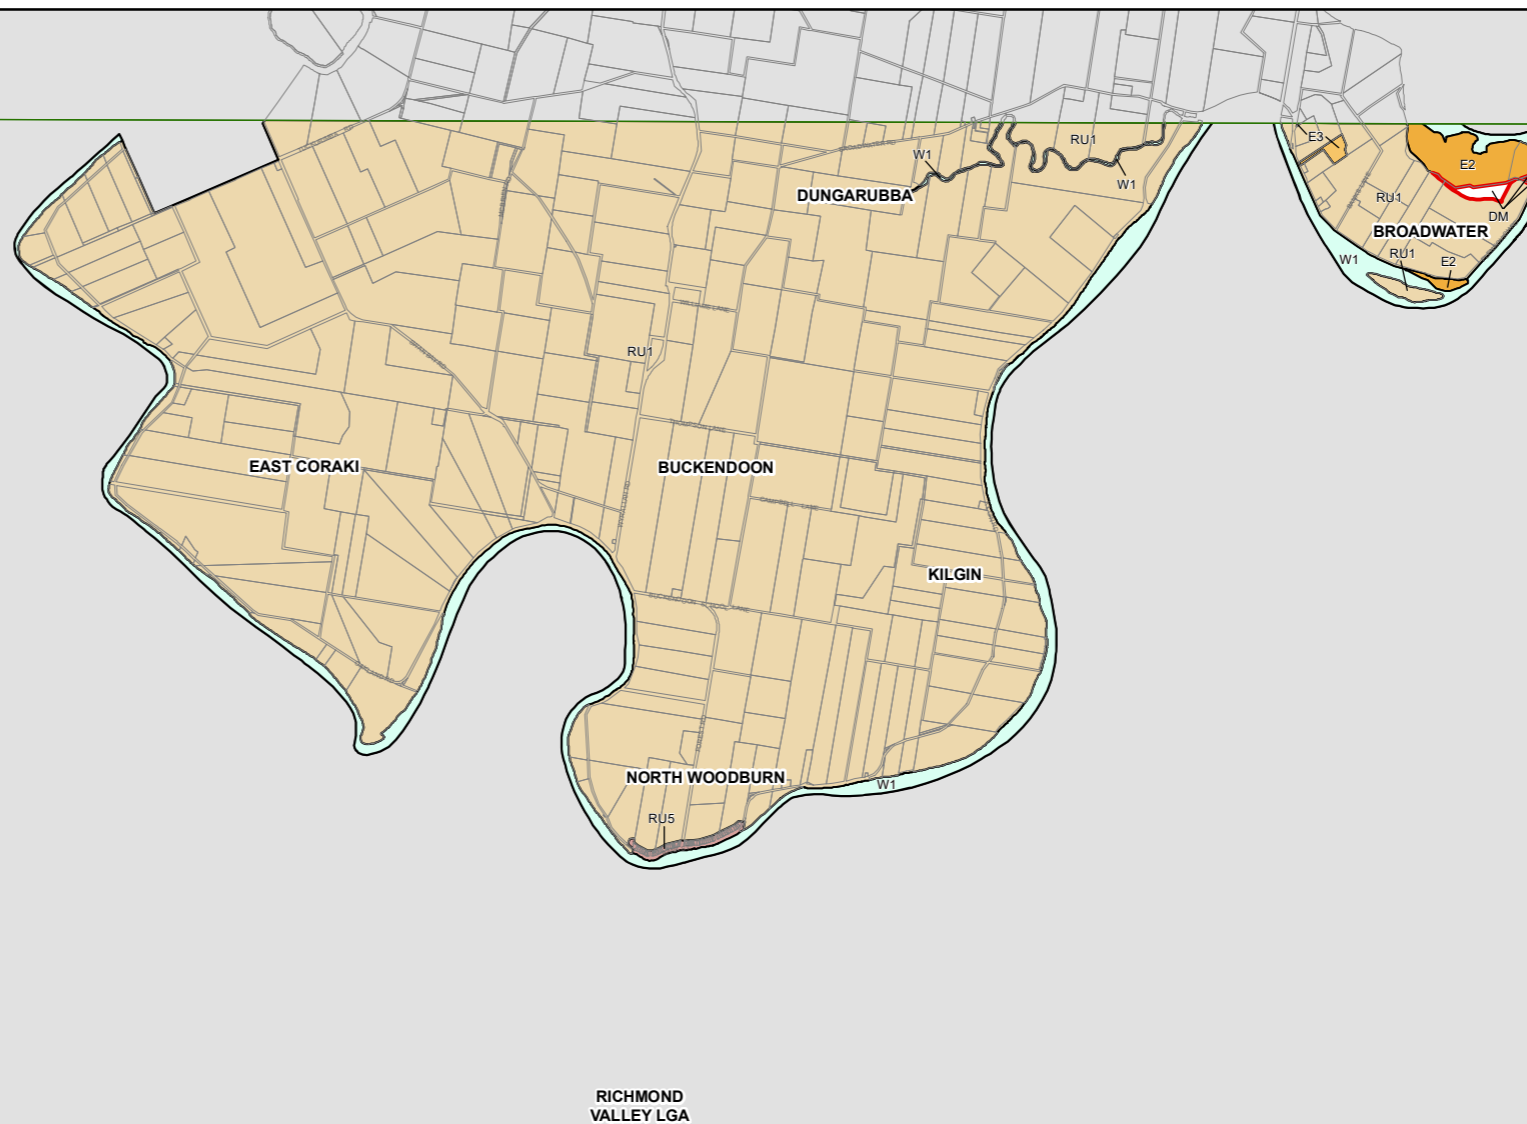 E3
RU1
W1
E2
W1
DUNGARUBBA
RU1
DM
BROADWATER
RU1
W1
E2
RU1
EAST CORAKI
BUCKENDOON
KILGIN
NORTH WOODBURN
W1
RU5
RICHMOND
VALLEY LGA